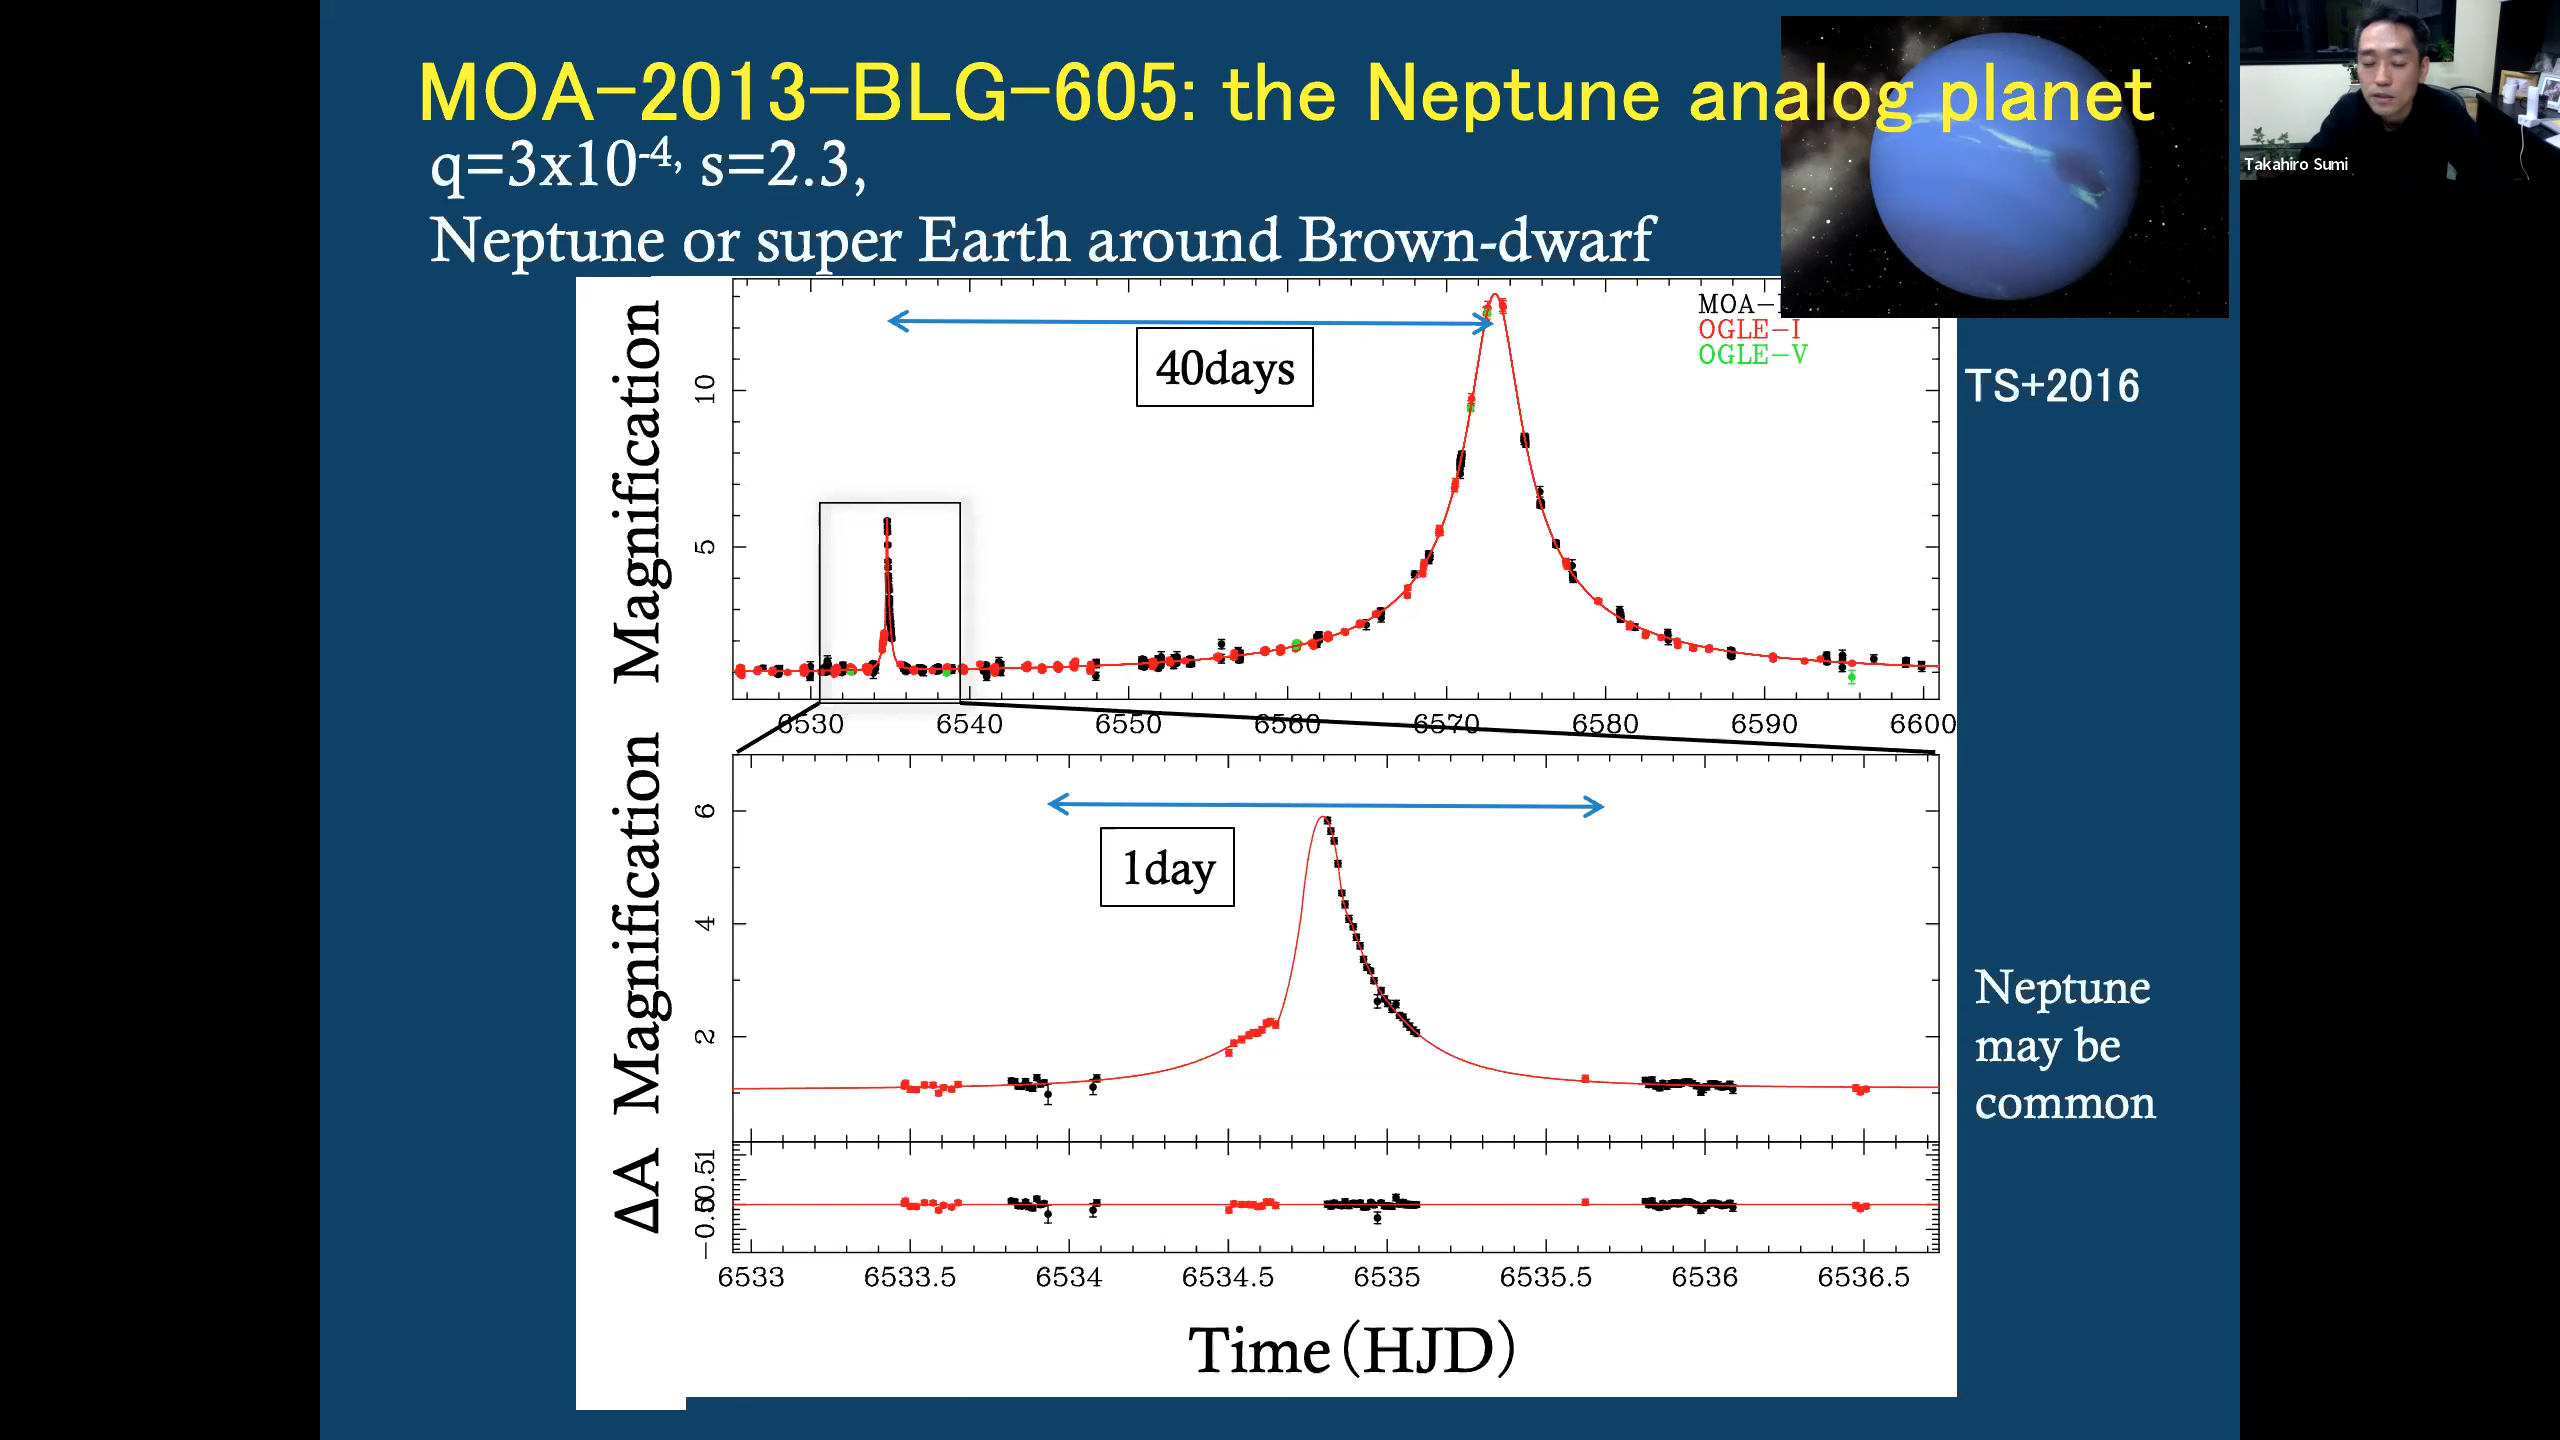 MOA-2013-BLG-605: the Neptune analog planet
q=3x10-4, s=2.3,
Neptune or super Earth around Brown-dwarf
Takahiro Sumi
MOA-
OGLE-I
OGLE-V
40days
TS+2016
Magnification
10
5
6530 6540 6550 6560 6570 6580 6590 6600
1day
Magnification
6
4
2
Neptune
may be
common
ΔA
1
0.5
0
-0.5
6533 6533.5 6534 6534.5 6535 6535.5 6536 6536.5
Time(HJD)